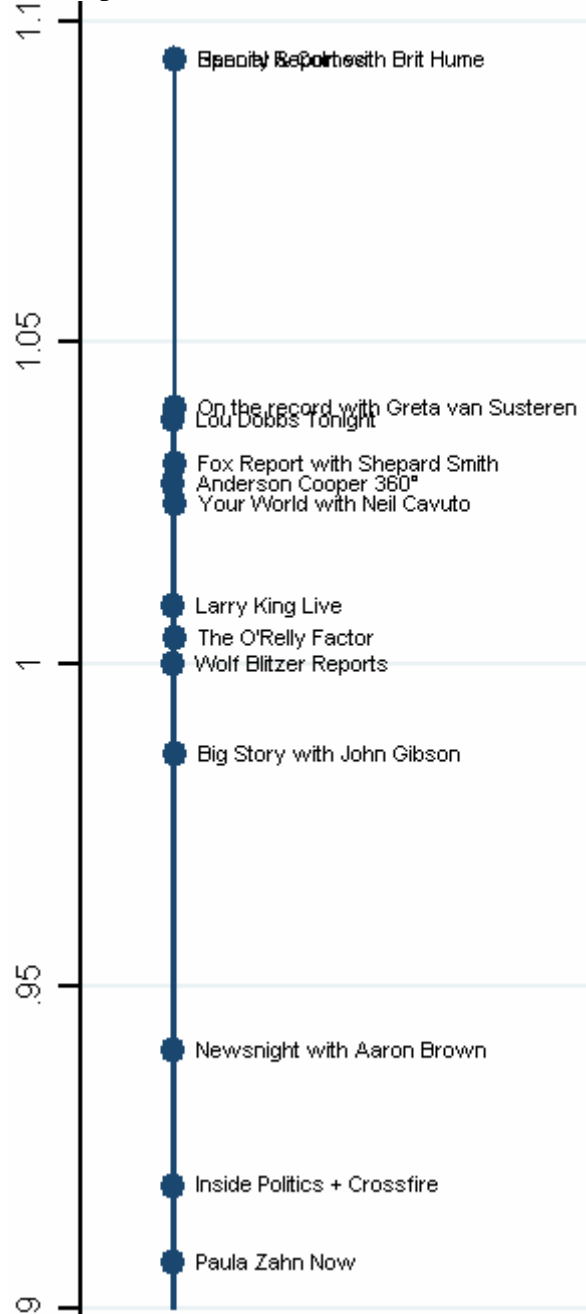 1.1
with Brit Hume
1.05
On the record with Greta van Susteren
Lou Dobbs Tonight
Fox Report with Shepard Smith
Anderson Cooper 360°
Your World with Neil Cavuto
Larry King Live
The O'Relly Factor
1
Wolf Blitzer Reports
Big Story with John Gibson
.95
Newsnight with Aaron Brown
Inside Politics + Crossfire
Paula Zahn Now
.9